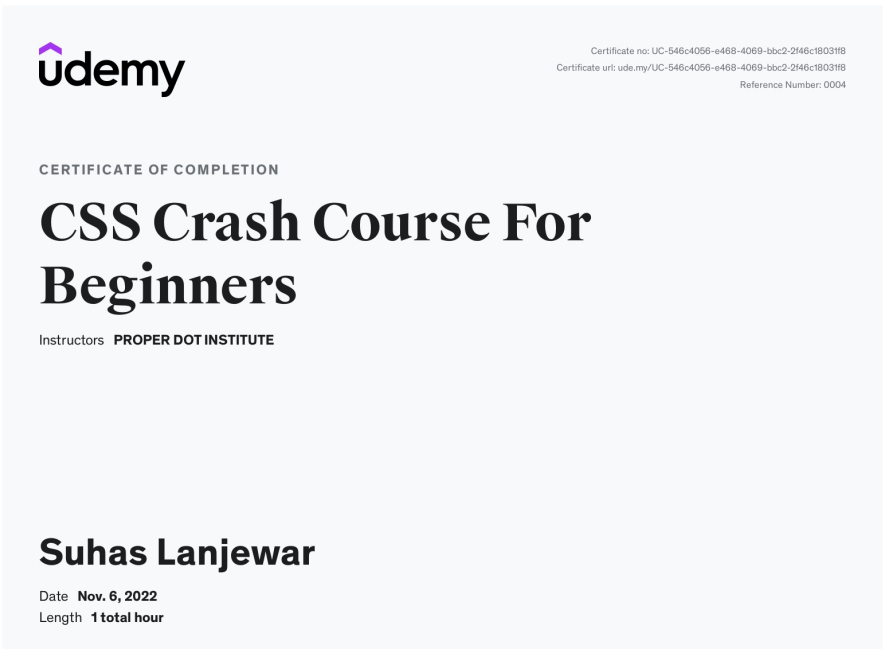 udemy
Certificate no: UC-546c4056-e468-4069-bbc2-2f46c18031f8
Certificate url: ude.my/UC-546c4056-e468-4069-bbc2-2f46c18031f8
Reference Number: 0004
CERTIFICATE OF COMPLETION
CSS Crash Course For
Beginners
Instructors PROPER DOT INSTITUTE
Suhas Lanjewar
Date Nov. 6, 2022
Length 1 total hour